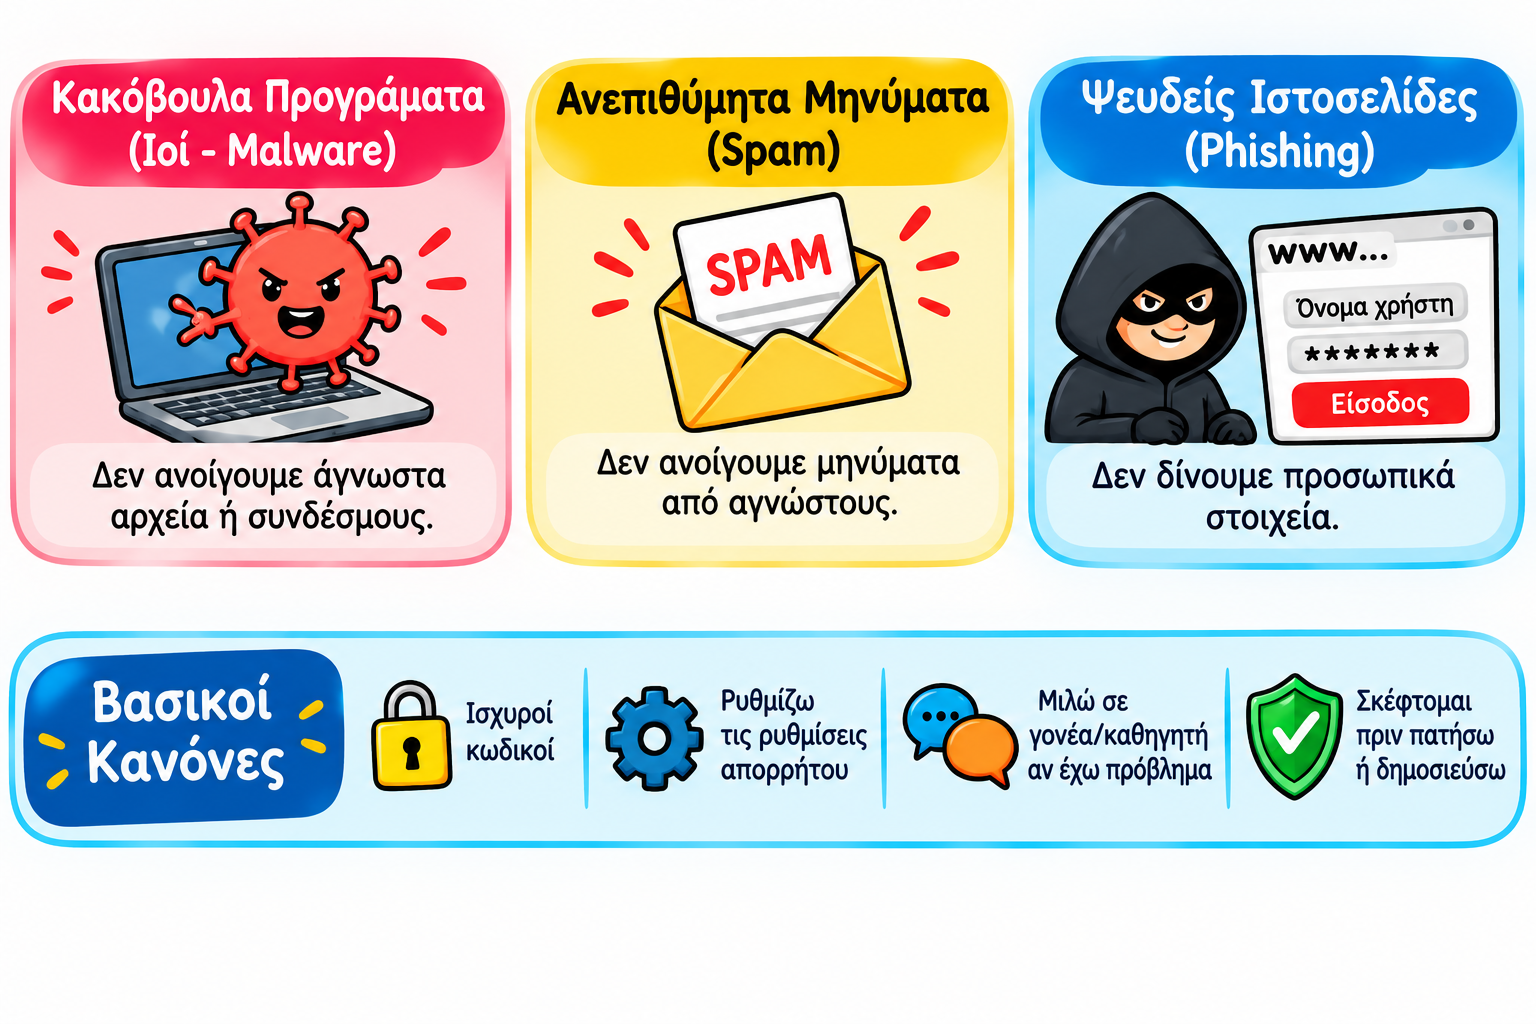 Κακόβουλα Προγράματα
(Ιοί - Malware)
Δεν ανοίγουμε άγνωστα
αρχεία ή συνδέσμους.
Ανεπιθύμητα Μηνύματα
(Spam)
SPAM
Δεν ανοίγουμε μηνύματα
από αγνώστους.
Ψευδείς Ιστοσελίδες
(Phishing)
www...
Όνομα χρήστη
*******
Είσοδος
Δεν δίνουμε προσωπικά
στοιχεία.
Βασικοί
Κανόνες
Ισχυροί
κωδικοί
Ρυθμίζω
τις ρυθμίσεις
απορρήτου
Μιλώ σε
γονέα/καθηγητή
αν έχω πρόβλημα
Σκέφτομαι
πριν πατήσω
ή δημοσιεύσω